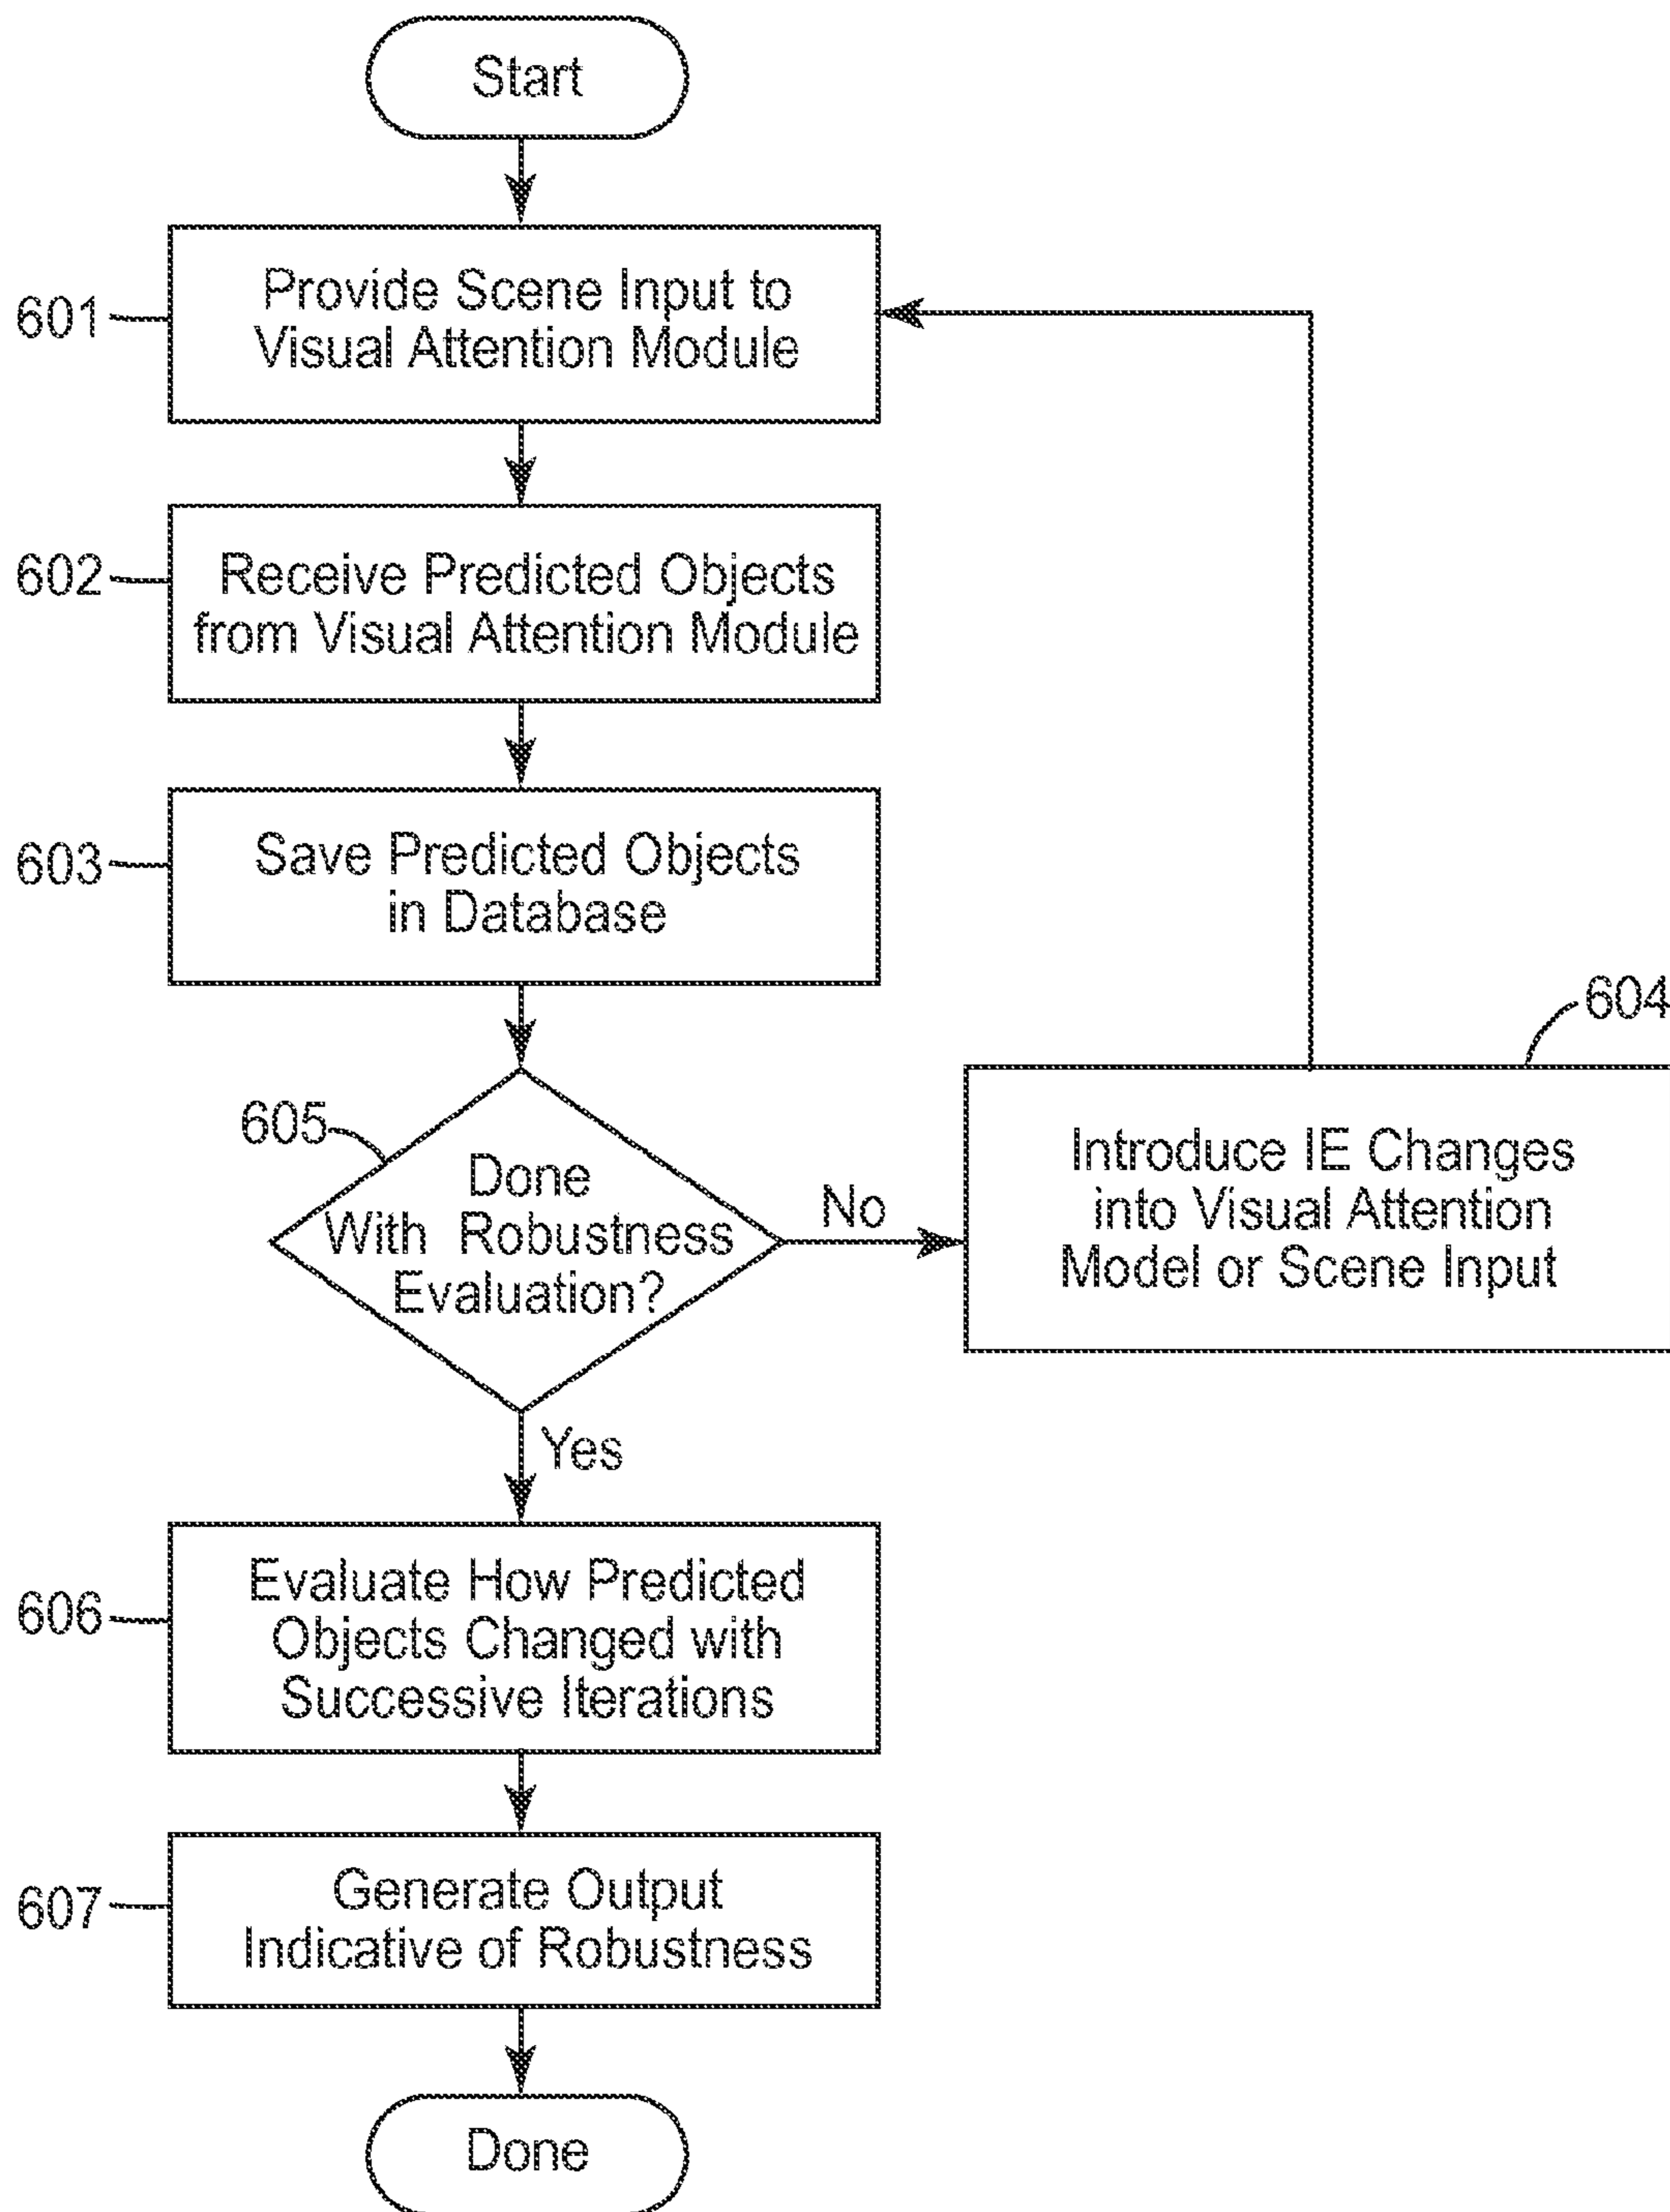 Start
601
Provide Scene Input to
Visual Attention Module
602
Receive Predicted Objects
from Visual Attention Module
603
Save Predicted Objects
in Database
604
605
Done
With Robustness
Evaluation?
No
Introduce IE Changes
into Visual Attention
Model or Scene Input
Yes
606
Evaluate How Predicted
Objects Changed with
Successive Iterations
607
Generate Output
Indicative of Robustness
Done